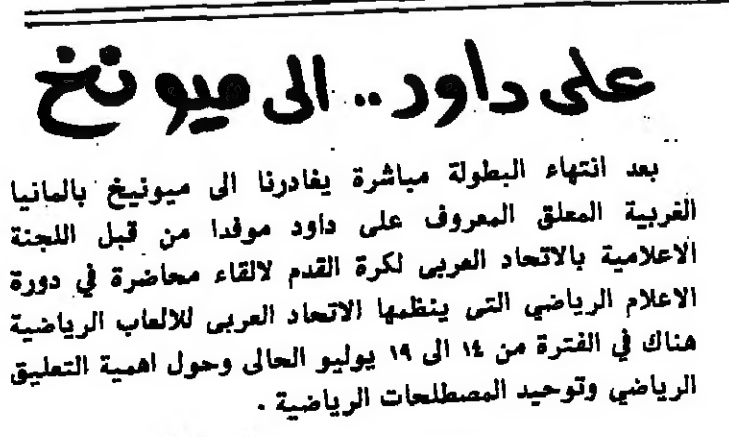 على داود .. الى ميونخ
بعد انتهاء البطولة مباشرة يغادرنا الى ميونيخ بالمانيا
الغربية المعلق المعروف على داود موفدا من قبل اللجنة
الاعلامية بالاتحاد العربى لكرة القدم لالقاء محاضرة في دورة
الاعلام الرياضي التى ينظمها الاتحاد العربى للالعاب الرياضية
هناك في الفترة من ١٤ الى ١٩ يوليو الحالى وحول اهمية التعليق
الرياضي وتوحيد المصطلحات الرياضية .